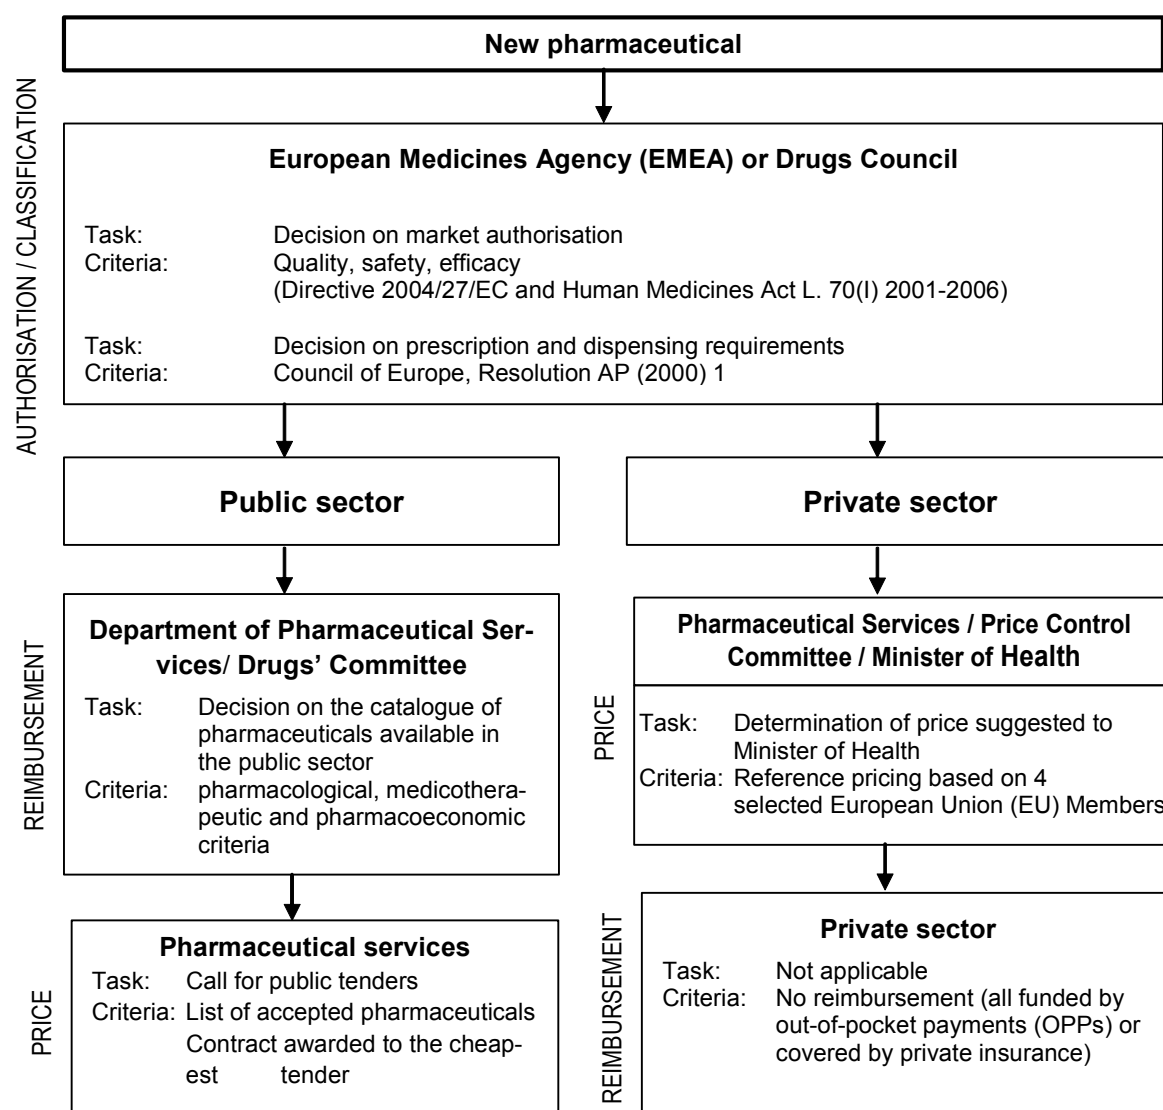 New pharmaceutical
AUTHORISATION / CLASSIFICATION
European Medicines Agency (EMEA) or Drugs Council
Task: Decision on market authorisation
Criteria: Quality, safety, efficacy
(Directive 2004/27/EC and Human Medicines Act L. 70(I) 2001-2006)
Task: Decision on prescription and dispensing requirements
Criteria: Council of Europe, Resolution AP (2000) 1
Public sector
Private sector
REIMBURSEMENT
Department of Pharmaceutical Ser-
vices/ Drugs' Committee
Task: Decision on the catalogue of
pharmaceuticals available in
the public sector
Criteria: pharmacological, medicothera-
peutic and pharmacoeconomic
criteria
PRICE
Pharmaceutical Services / Price Control
Committee / Minister of Health
Task: Determination of price suggested to
Minister of Health
Criteria: Reference pricing based on 4
selected European Union (EU) Members
PRICE
Pharmaceutical services
Task: Call for public tenders
Criteria: List of accepted pharmaceuticals
Contract awarded to the cheap-
est tender
REIMBURSEMENT
Private sector
Task: Not applicable
Criteria: No reimbursement (all funded by
out-of-pocket payments (OPPs) or
covered by private insurance)